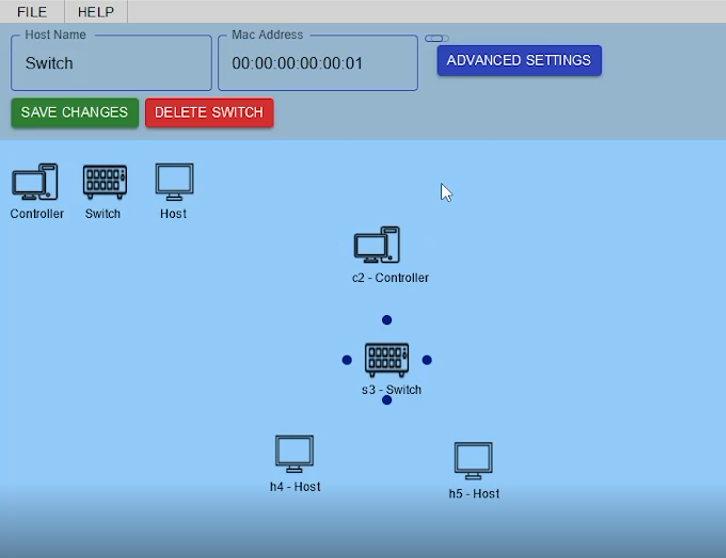 FILE HELP
Host Name Mac Address
Switch 00:00:00:00:00:01 ADVANCED SETTINGS
SAVE CHANGES DELETE SWITCH
Controller Switch Host
c2 - Controller
s3 - Switch
h4 - Host
h5 - Host